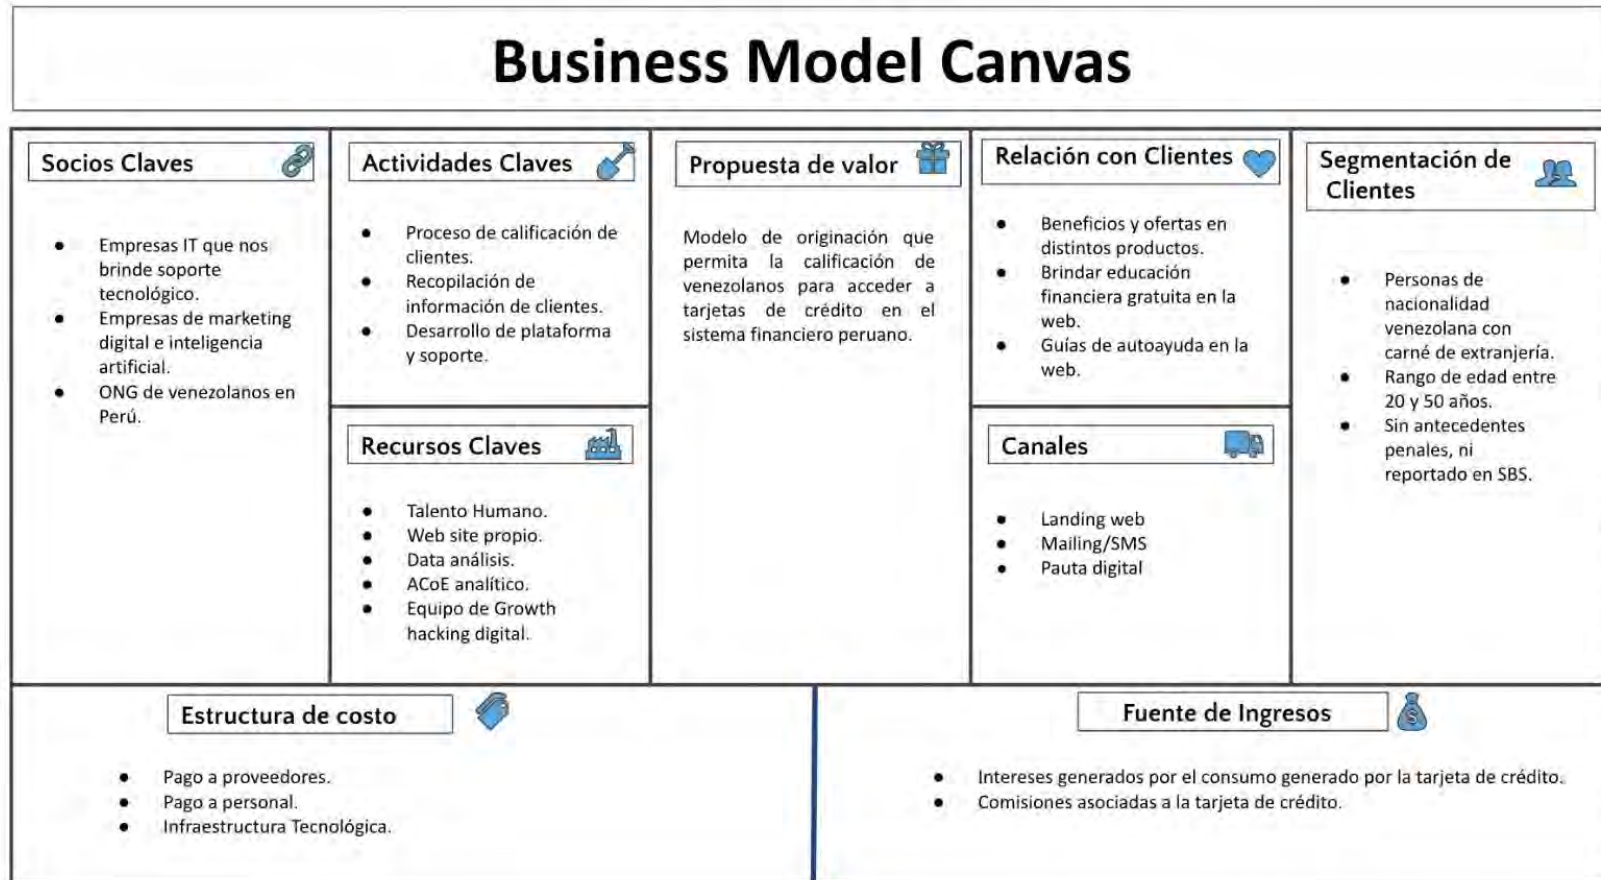 Business Model Canvas
Socios Claves
● Empresas IT que nos
brinde soporte
tecnológico.
● Empresas de marketing
digital e inteligencia
artificial.
● ONG de venezolanos en
Perú.
Actividades Claves
● Proceso de calificación de
clientes.
● Recopilación de
información de clientes.
● Desarrollo de plataforma
y soporte.
Recursos Claves
● Talento Humano.
● Web site propio.
● Data análisis.
● ACoE analítico.
● Equipo de Growth
hacking digital.
Propuesta de valor
Modelo de originación que
permita la calificación de
venezolanos para acceder a
tarjetas de crédito en el
sistema financiero peruano.
Relación con Clientes
● Beneficios y ofertas en
distintos productos.
● Brindar educación
financiera gratuita en la
web.
● Guías de autoayuda en la
web.
Canales
● Landing web
● Mailing/SMS
● Pauta digital
Segmentación de
Clientes
● Personas de
nacionalidad
venezolana con
carné de extranjería.
● Rango de edad entre
20 y 50 años.
● Sin antecedentes
penales, ni
reportado en SBS.
Estructura de costo
● Pago a proveedores.
● Pago a personal.
● Infraestructura Tecnológica.
Fuente de Ingresos
$
● Intereses generados por el consumo generado por la tarjeta de crédito.
● Comisiones asociadas a la tarjeta de crédito.